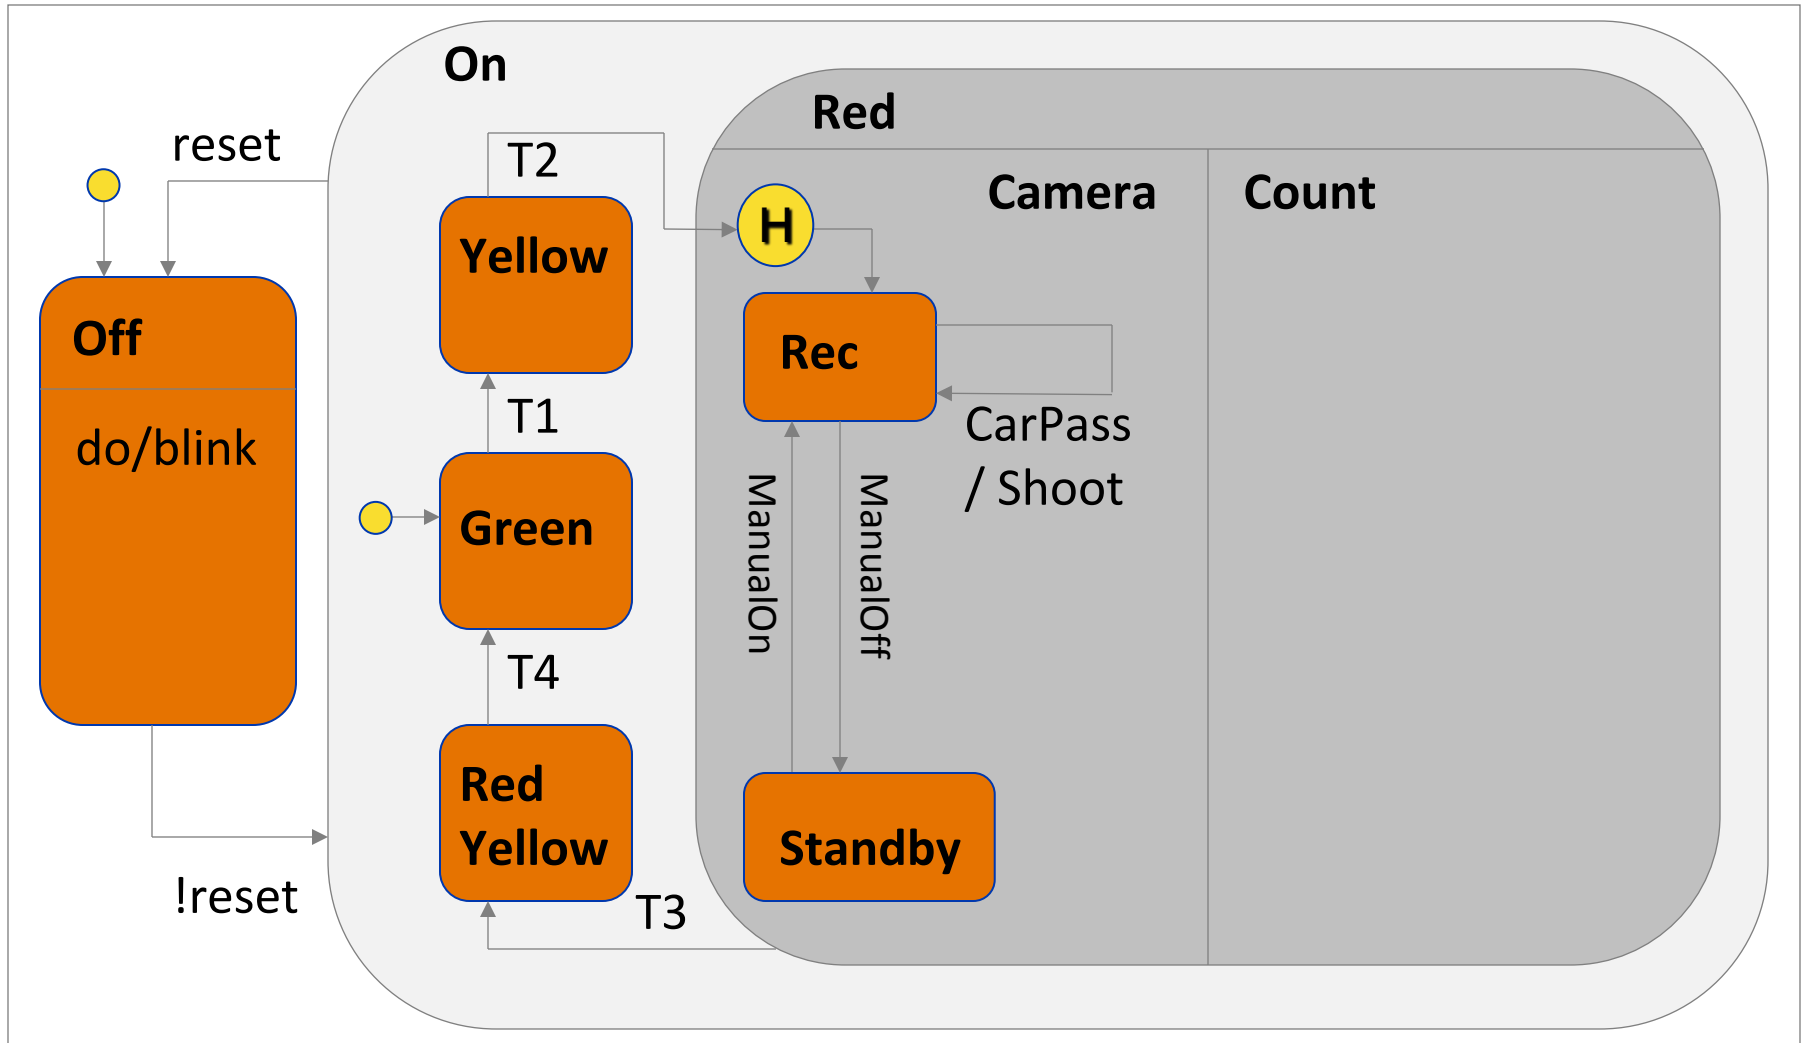 On
Red
reset
T2
Camera
Count
H
Yellow
Off
Rec
T1
CarPass
/ Shoot
do/blink
ManualOn
ManualOff
Green
T4
Red
Yellow
Standby
!reset
T3